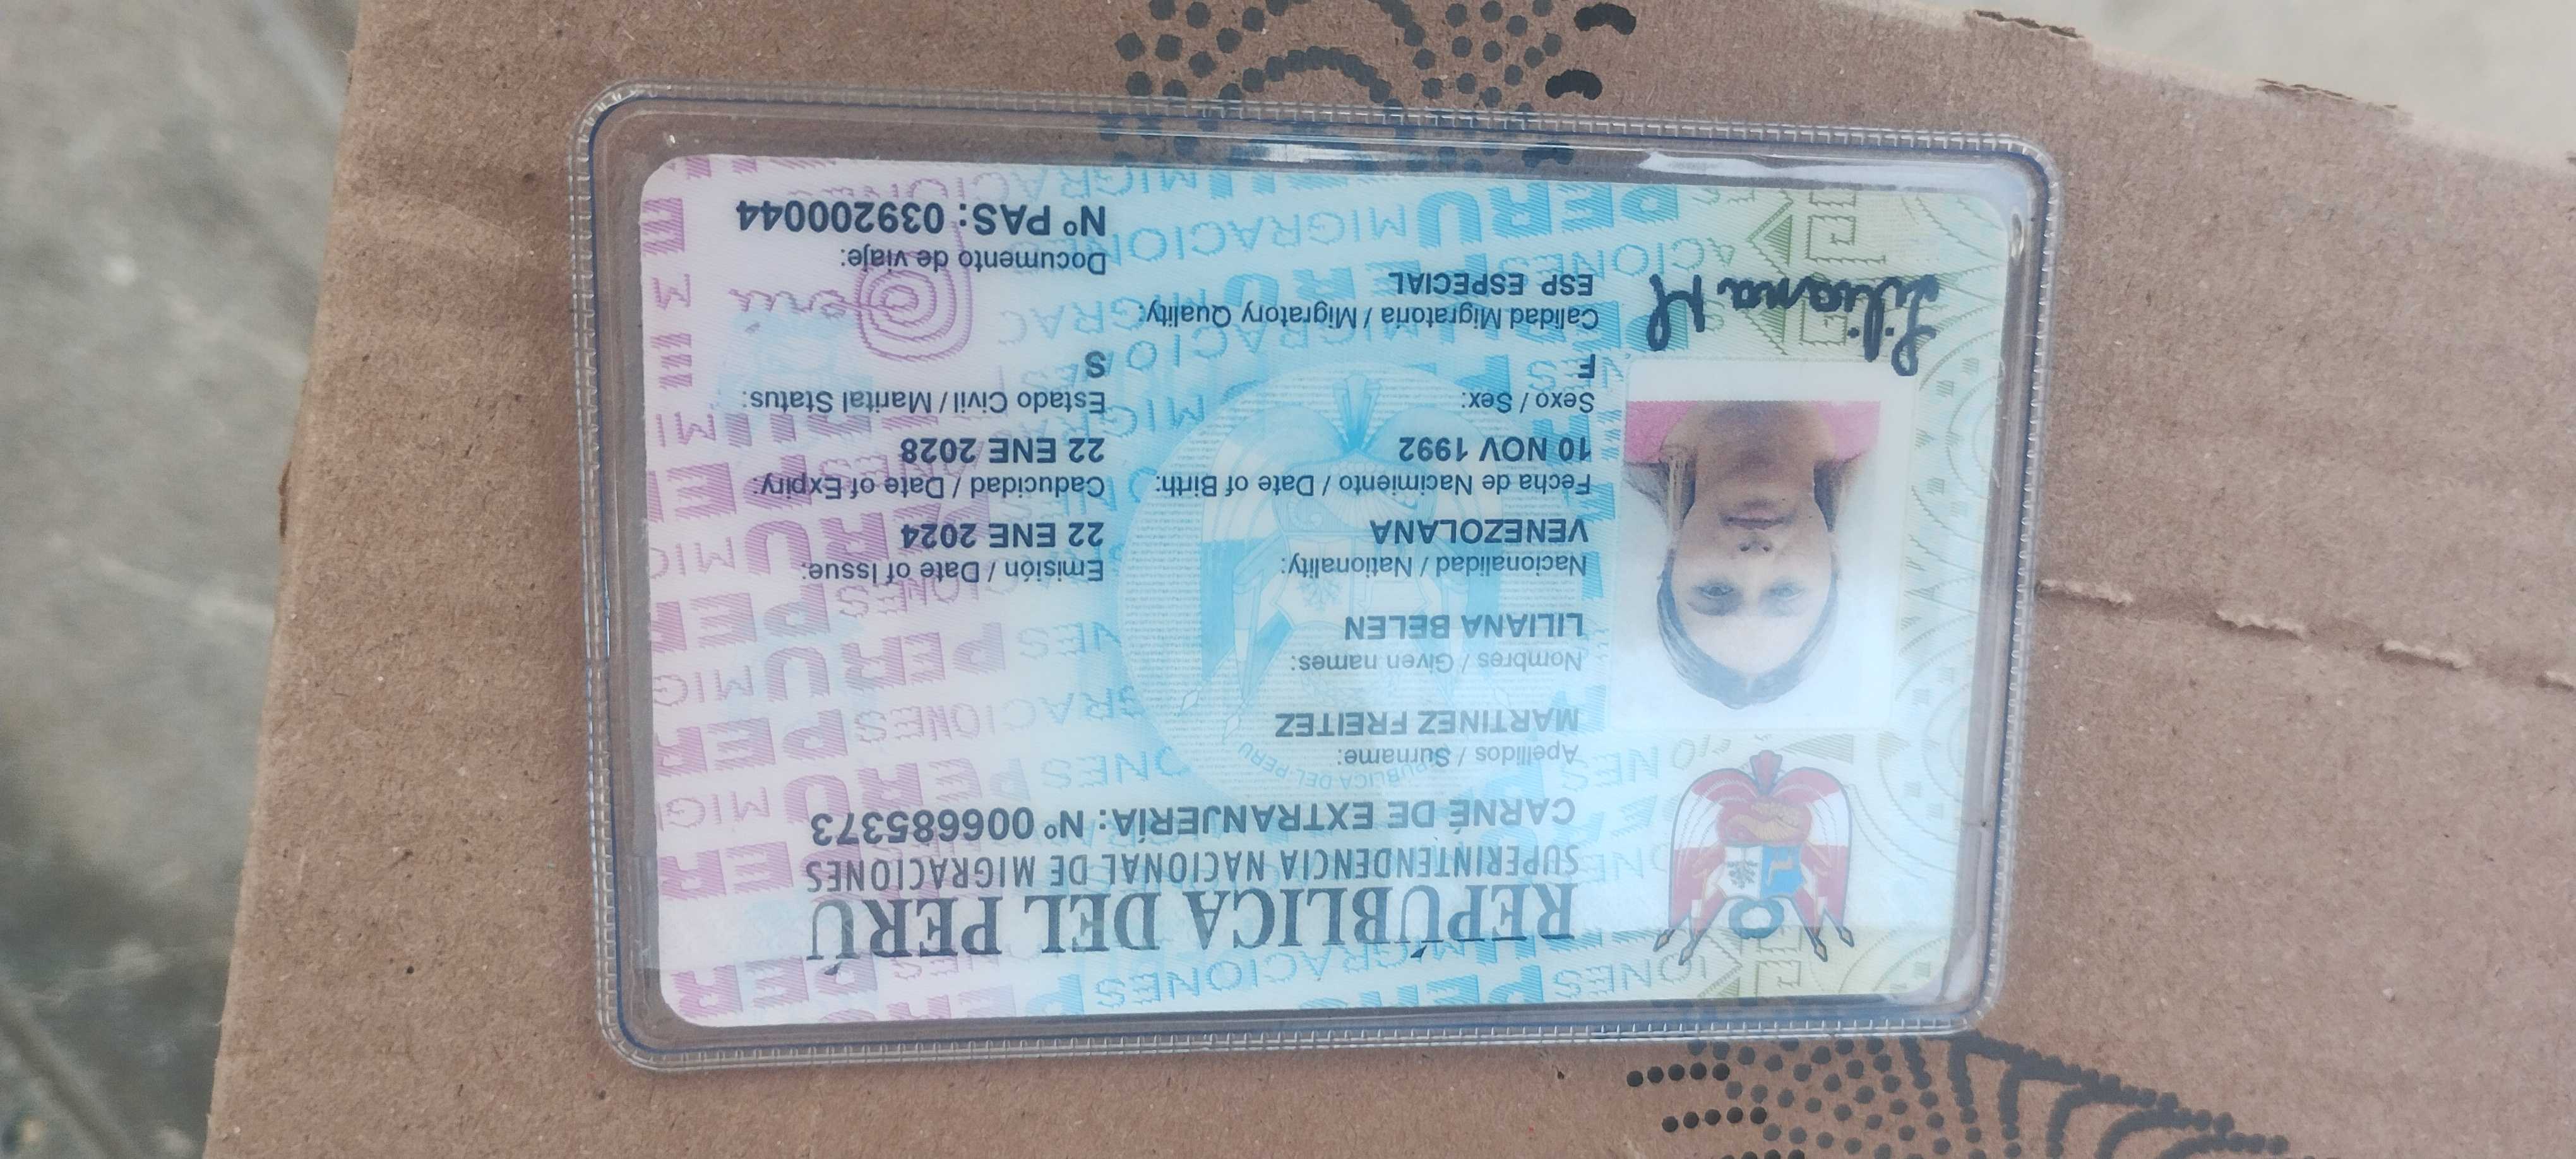 REPÚBLICA DEL PERÚ
SUPERINTENDENCIA NACIONAL DE MIGRACIONES
CARNÉ DE EXTRANJERÍA: Nº 006685373
Apellidos / Surname:
MARTINEZ FREITEZ
Nombres / Given names:
LILIANA BELEN
Nacionalidad / Nationality:
VENEZOLANA
Emisión / Date of Issue:
22 ENE 2024
Fecha de Nacimiento / Date of Birth:
10 NOV 1992
Caducidad / Date of Expiry:
22 ENE 2028
Sexo / Sex:
F
Estado Civil / Marital Status:
S
Calidad Migratoria / Migratory Quality:
ESP ESPECIAL
Documento de viaje:
Nº PAS: 039200044
Liliana M